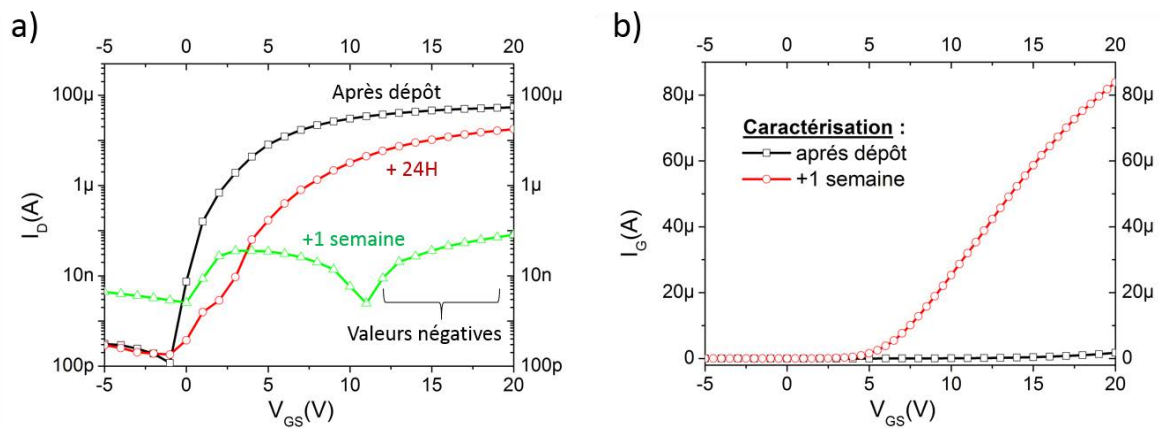 a)
-5 0 5 10 15 20
100µ 100µ
Après dépôt
+ 24H
1µ 1µ
I_D(A)
+1 semaine
10n 10n
Valeurs négatives
100p 100p
-5 0 5 10 15 20
V_GS(V)
b)
-5 0 5 10 15 20
80µ 80µ
Caractérisation :
aprés dépôt
+1 semaine
60µ 60µ
I_G(A)
40µ 40µ
20µ 20µ
0 0
-5 0 5 10 15 20
V_GS(V)